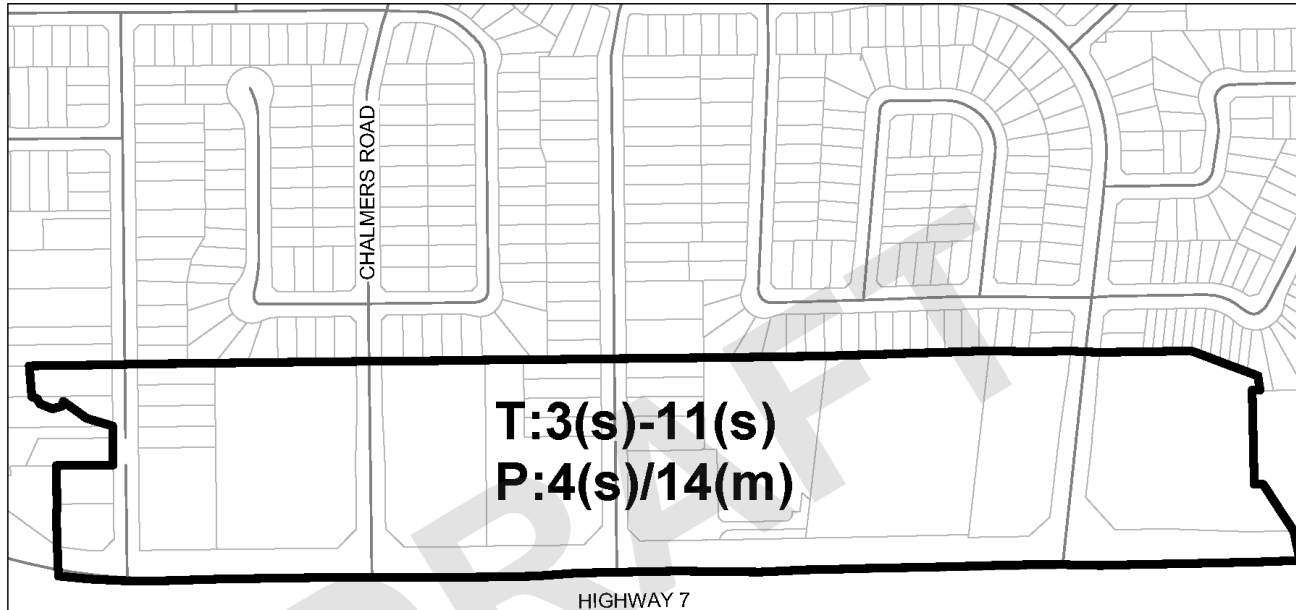 CHALMERS ROAD
T:3(s)-11(s)
P:4(s)/14(m)
DRAFT
HIGHWAY 7